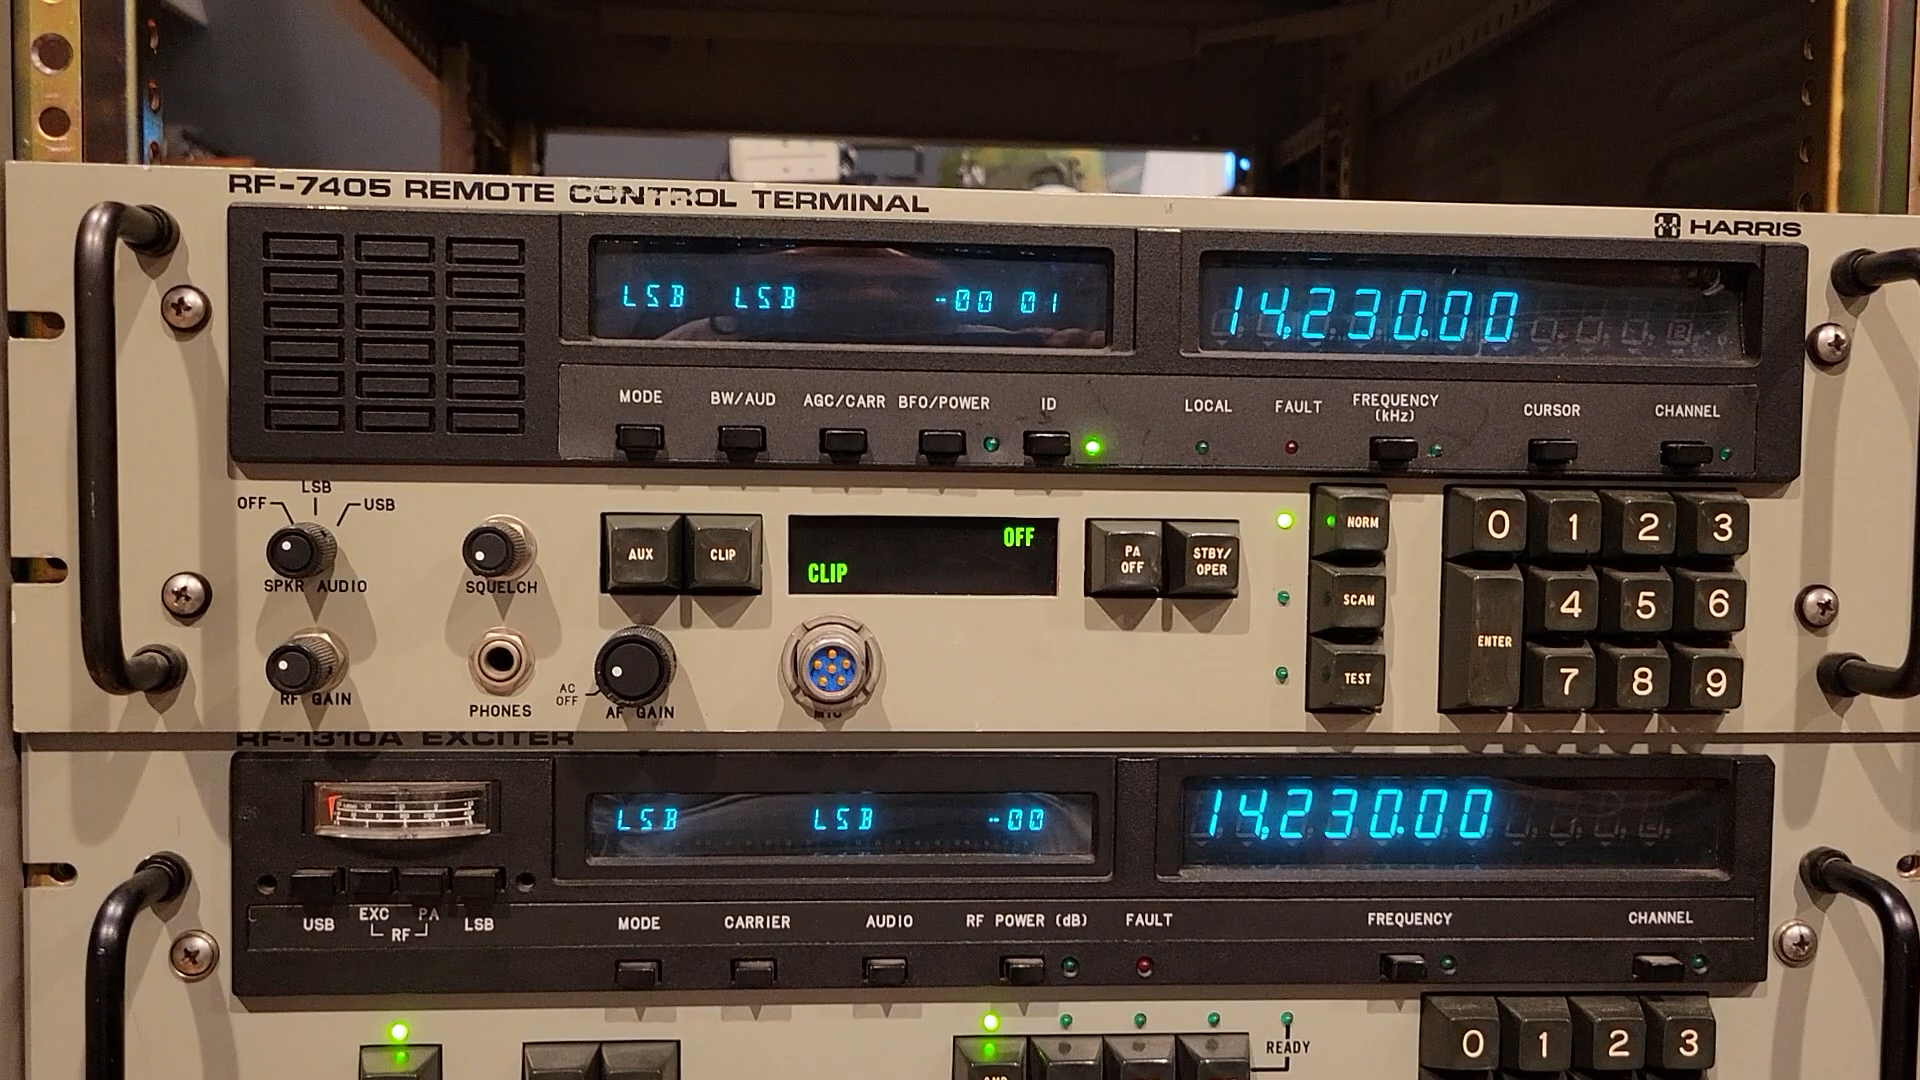 RF-7405 REMOTE CONTROL TERMINAL
HARRIS
LSB LSB -00 01
14,230.00
MODE BW/AUD AGC/CARR BFO/POWER ID LOCAL FAULT FREQUENCY (kHz) CURSOR CHANNEL
OFF LSB USB
SPKR AUDIO
SQUELCH
AUX CLIP
OFF
CLIP
PA OFF
STBY/OPER
NORM
SCAN
TEST
0 1 2 3
4 5 6
ENTER
7 8 9
RF GAIN
PHONES
AC OFF
AF GAIN
MIC
RF-1310A EXCITER
LSB LSB -00
14,230.00
USB EXC PA LSB
RF
MODE CARRIER AUDIO RF POWER (dB) FAULT FREQUENCY CHANNEL
READY
0 1 2 3